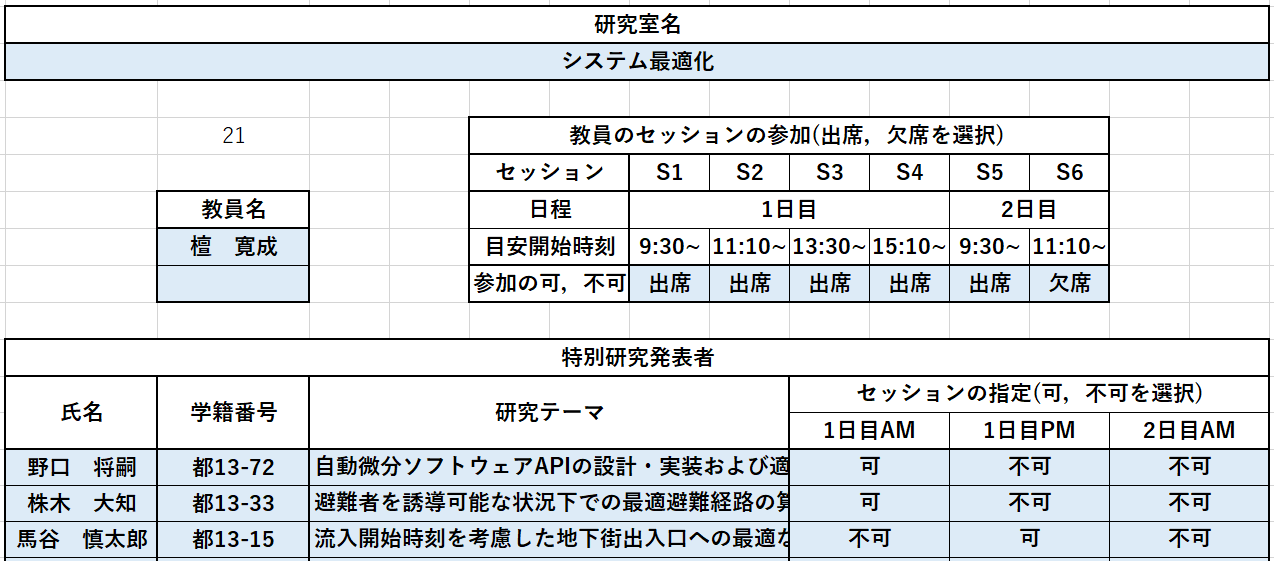 研究室名
システム最適化
21
教員のセッションの参加(出席，欠席を選択)
セッション S1 S2 S3 S4 S5 S6
教員名 日程 1日目 2日目
檀　寛成 目安開始時刻 9:30~ 11:10~ 13:30~ 15:10~ 9:30~ 11:10~
参加の可，不可 出席 出席 出席 出席 出席 欠席
特別研究発表者
氏名 学籍番号 研究テーマ セッションの指定(可，不可を選択)
1日目AM 1日目PM 2日目AM
野口　将嗣 都13-72 自動微分ソフトウェアAPIの設計・実装および適 可 不可 不可
株木　大知 都13-33 避難者を誘導可能な状況下での最適避難経路の算 可 不可 不可
馬谷　慎太郎 都13-15 流入開始時刻を考慮した地下街出入口への最適な 不可 可 不可